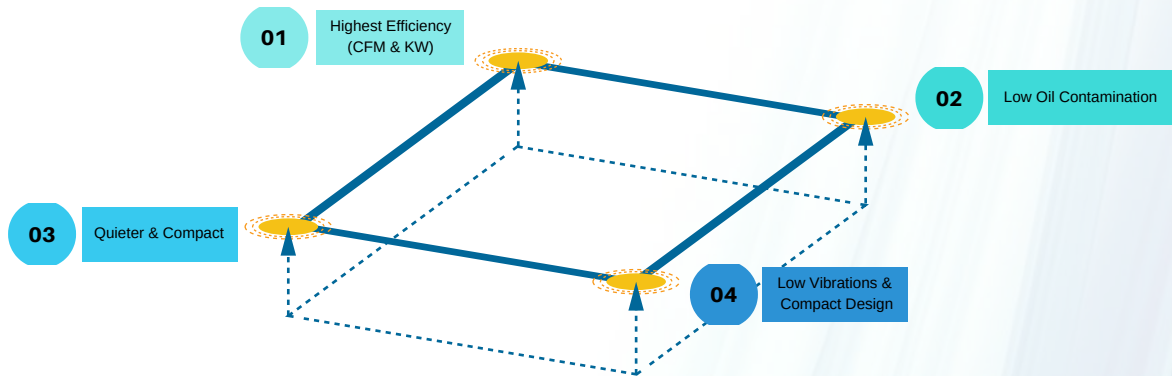 01
Highest Efficiency
(CFM & KW)
02
Low Oil Contamination
03
Quieter & Compact
04
Low Vibrations &
Compact Design